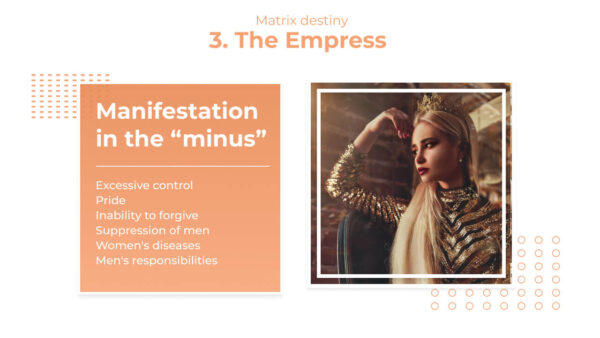 Matrix destiny
3. The Empress
Manifestation
in the “minus”
Excessive control
Pride
Inability to forgive
Suppression of men
Women's diseases
Men's responsibilities